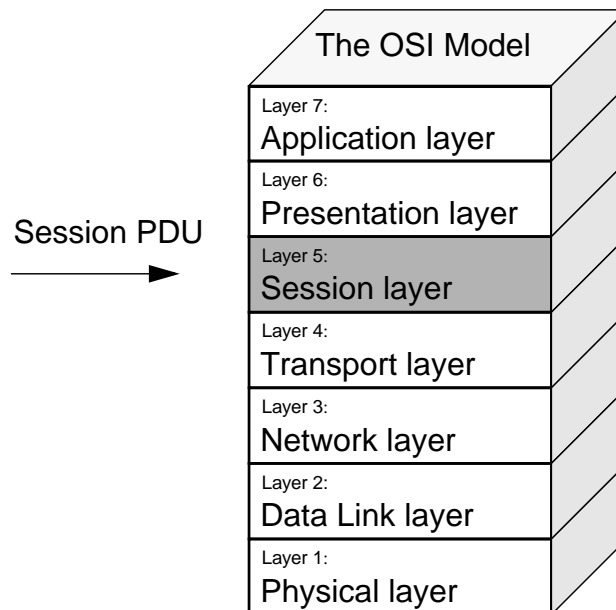 The OSI Model
Layer 7:
Application layer
Layer 6:
Presentation layer
Session PDU
Layer 5:
Session layer
Layer 4:
Transport layer
Layer 3:
Network layer
Layer 2:
Data Link layer
Layer 1:
Physical layer